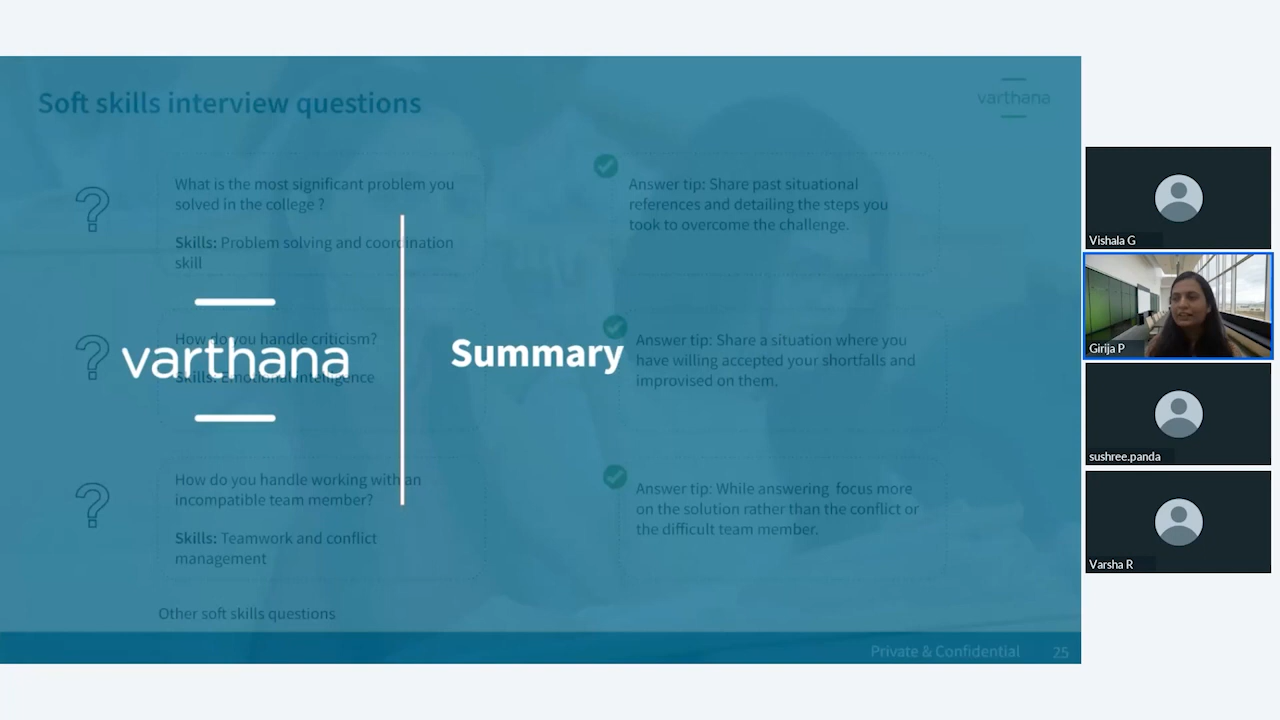 Soft skills interview questions
varthana
What is the most significant problem you
solved in the college ?
Skills: Problem solving and coordination
skill
Answer tip: Share past situational
references and detailing the steps you
took to overcome the challenge.
How do you handle criticism?
Skills: Emotional intelligence
Answer tip: Share a situation where you
have willing accepted your shortfalls and
improvised on them.
varthana
Summary
How do you handle working with an
incompatible team member?
Skills: Teamwork and conflict
management
Answer tip: While answering focus more
on the solution rather than the conflict or
the difficult team member.
Other soft skills questions
Private & Confidential
25
Vishala G
Girija P
sushree.panda
Varsha R